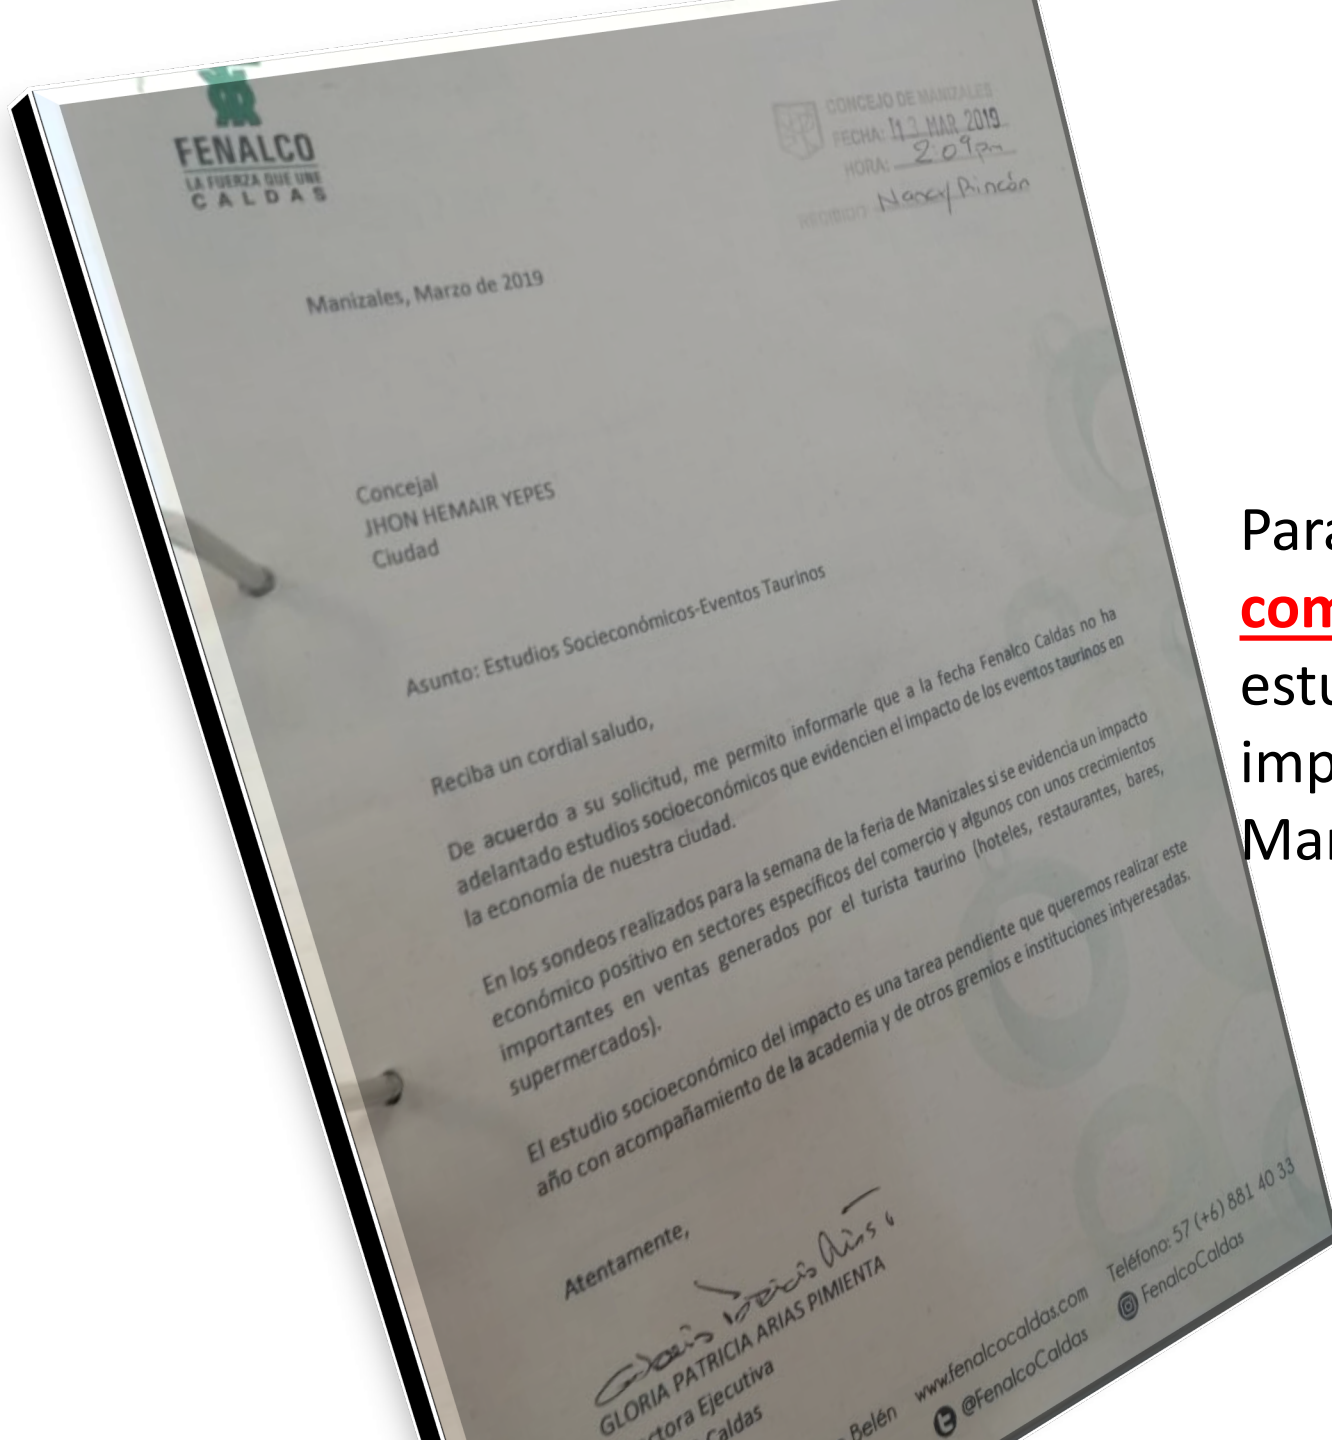 FENALCO
LA FUERZA QUE UNE
CALDAS
CONCEJO DE MANIZALES
FECHA: 13 MAR 2019
HORA: 2:09pm
RECIBIDO: Nancy Rincón
Manizales, Marzo de 2019
Concejal
JHON HEMAIR YEPES
Ciudad
Asunto: Estudios Socieconómicos-Eventos Taurinos
Reciba un cordial saludo,
De acuerdo a su solicitud, me permito informarle que a la fecha Fenalco Caldas no ha
adelantado estudios socioeconómicos que evidencien el impacto de los eventos taurinos en
la economía de nuestra ciudad.
En los sondeos realizados para la semana de la feria de Manizales si se evidencia un impacto
económico positivo en sectores específicos del comercio y algunos con unos crecimientos
importantes en ventas generados por el turista taurino (hoteles, restaurantes, bares,
supermercados).
El estudio socioeconómico del impacto es una tarea pendiente que queremos realizar este
año con acompañamiento de la academia y de otros gremios e instituciones intyeresadas.
Atentamente,
GLORIA PATRICIA ARIAS PIMIENTA
ctora Ejecutiva
Caldas
Belén
www.fenalcocaldas.com
Teléfono: 57 (+6) 881 40 33
@FenalcoCaldas
FenalcoCaldas
Par
com
estu
imp
Mar